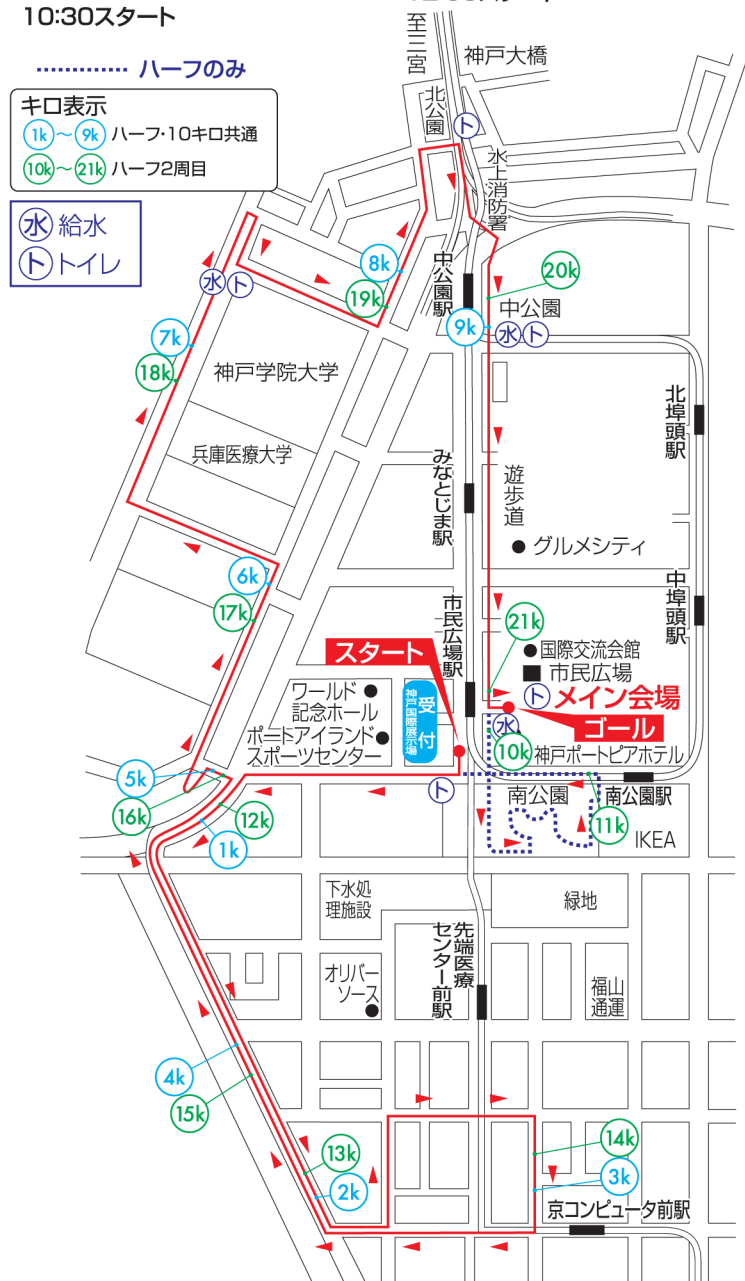 10:30スタート
ハーフのみ
キロ表示
1k～9k ハーフ・10キロ共通
10k～21k ハーフ2周目
水 給水
ト トイレ
至三宮
神戸大橋
北公園
ト
水上消防署
8k
19k
中公園駅
20k
中公園
9k
水 ト
水 ト
7k
18k
神戸学院大学
兵庫医療大学
北埠頭駅
みなとじま駅
遊歩道
グルメシティ
中埠頭駅
6k
17k
市民広場駅
21k
国際交流会館
市民広場
スタート
ト メイン会場
ゴール
ワールド
記念ホール
ポートアイランド
スポーツセンター
受付
神戸国際展示場
水
10k
神戸ポートピアホテル
5k
16k
12k
1k
ト
南公園
南公園駅
11k
IKEA
下水処
理施設
緑地
先端医療
センター前駅
オリバー
ソース
福山
通運
4k
15k
13k
2k
14k
3k
京コンピュータ前駅